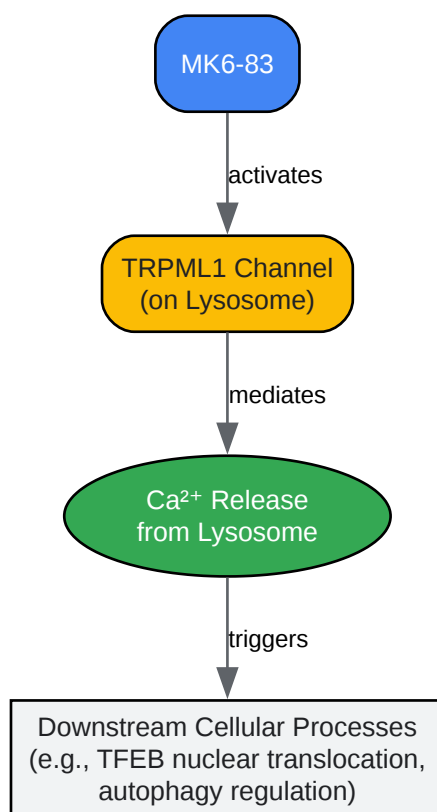 MK6-83
activates
TRPML1 Channel
(on Lysosome)
mediates
Ca²⁺ Release
from Lysosome
triggers
Downstream Cellular Processes
(e.g., TFEB nuclear translocation,
autophagy regulation)